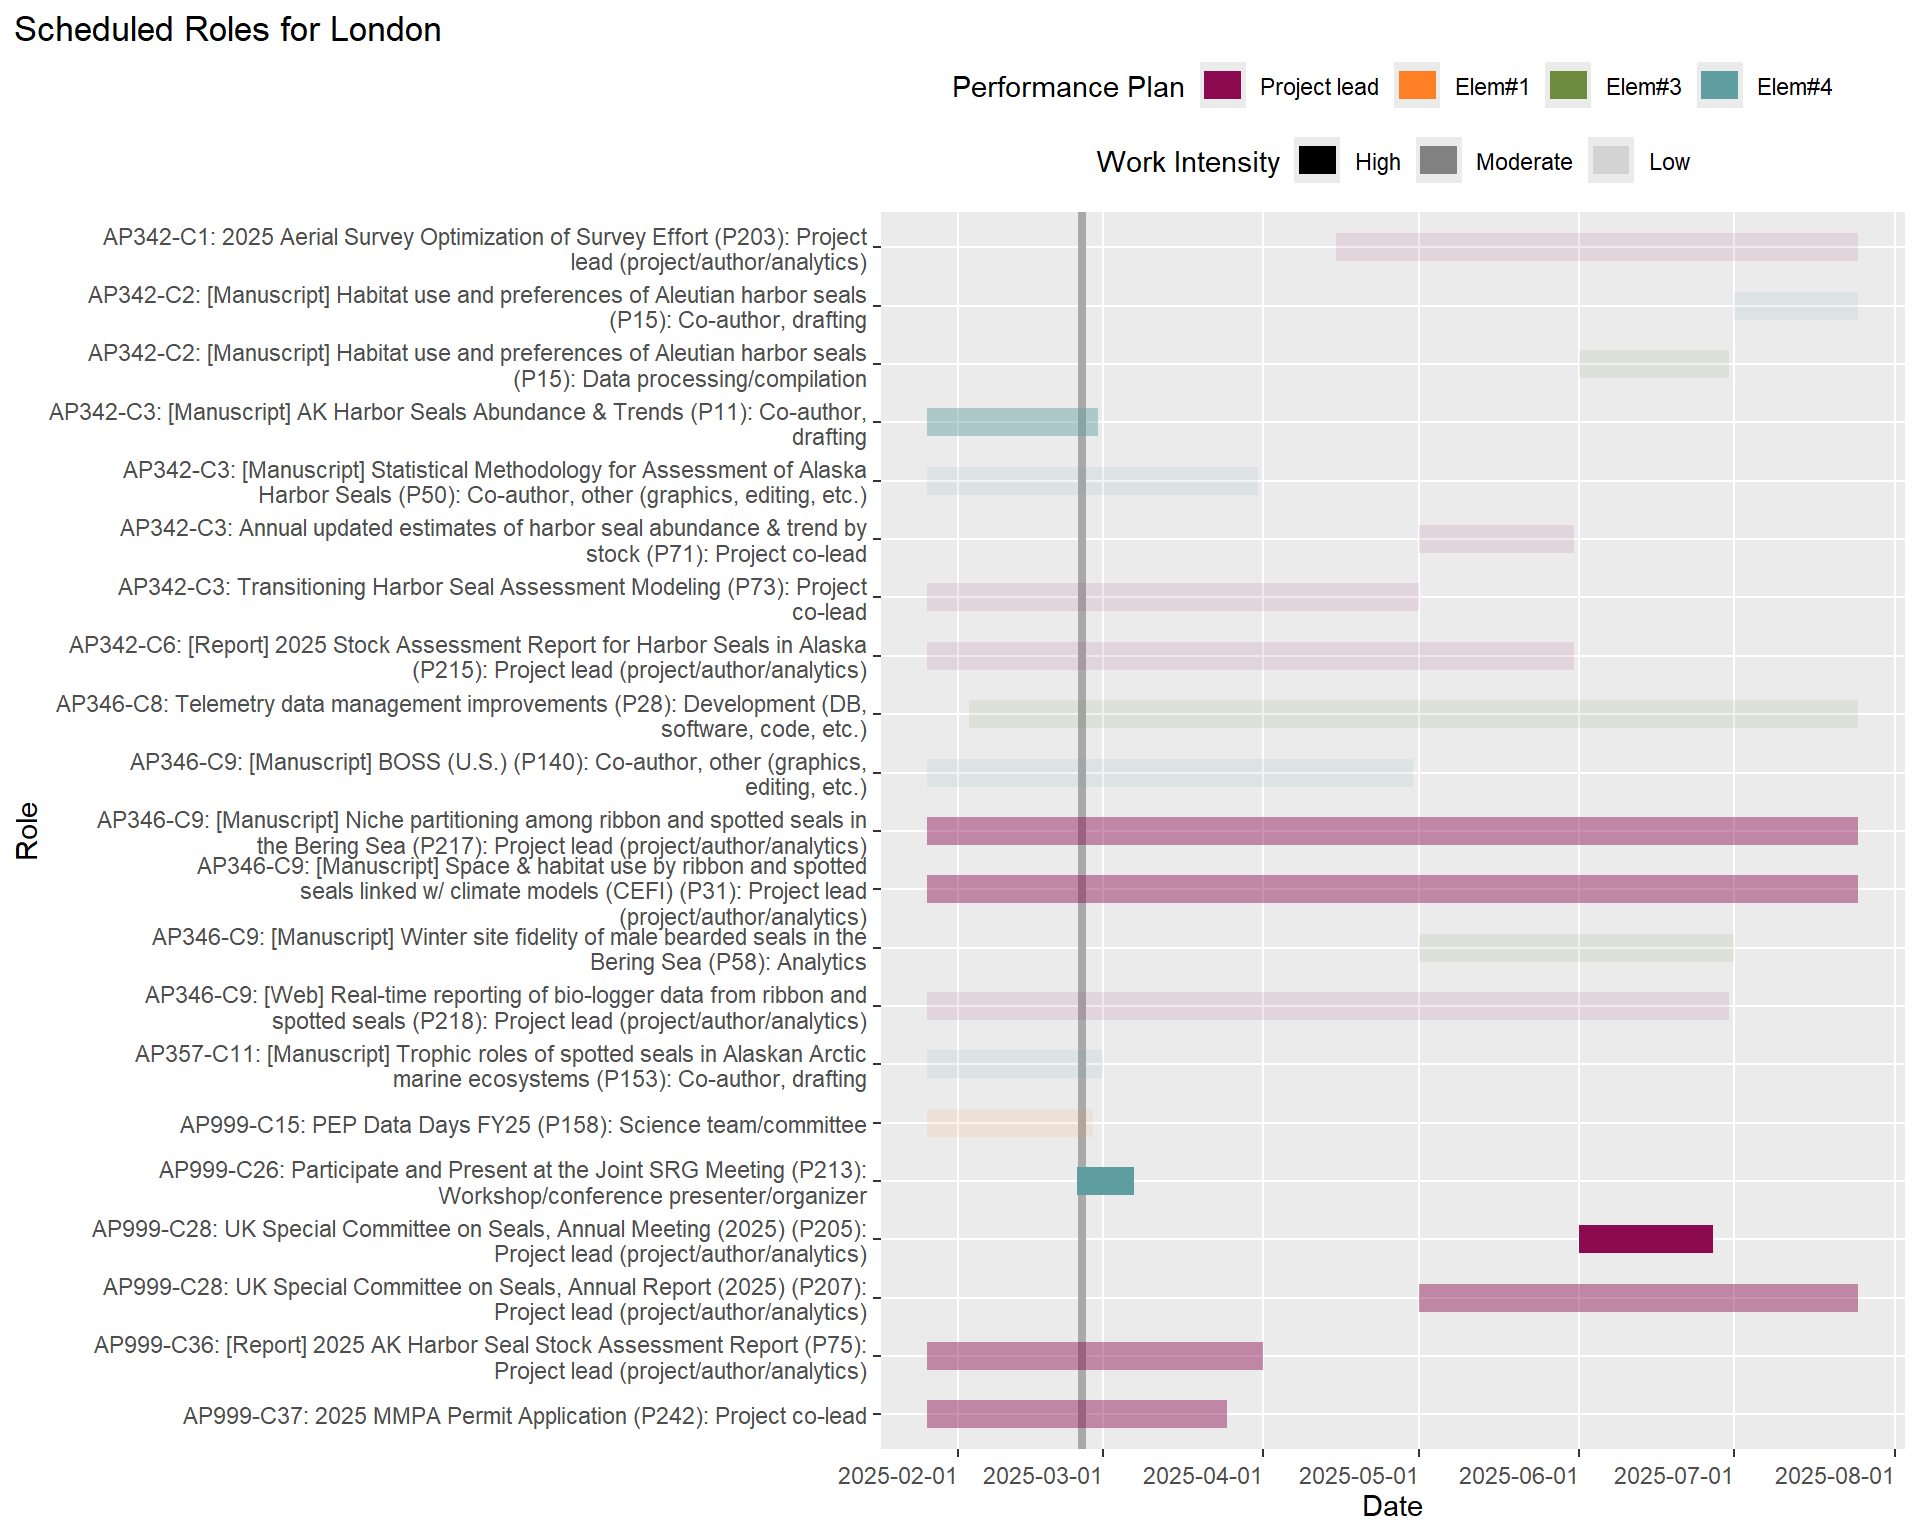 Scheduled Roles for London
Performance Plan Project lead Elem#1 Elem#3 Elem#4
Work Intensity High Moderate Low
AP342-C1: 2025 Aerial Survey Optimization of Survey Effort (P203): Project
lead (project/author/analytics)
AP342-C2: [Manuscript] Habitat use and preferences of Aleutian harbor seals
(P15): Co-author, drafting
AP342-C2: [Manuscript] Habitat use and preferences of Aleutian harbor seals
(P15): Data processing/compilation
AP342-C3: [Manuscript] AK Harbor Seals Abundance & Trends (P11): Co-author,
drafting
AP342-C3: [Manuscript] Statistical Methodology for Assessment of Alaska
Harbor Seals (P50): Co-author, other (graphics, editing, etc.)
AP342-C3: Annual updated estimates of harbor seal abundance & trend by
stock (P71): Project co-lead
AP342-C3: Transitioning Harbor Seal Assessment Modeling (P73): Project
co-lead
AP342-C6: [Report] 2025 Stock Assessment Report for Harbor Seals in Alaska
(P215): Project lead (project/author/analytics)
AP346-C8: Telemetry data management improvements (P28): Development (DB,
software, code, etc.)
AP346-C9: [Manuscript] BOSS (U.S.) (P140): Co-author, other (graphics,
editing, etc.)
AP346-C9: [Manuscript] Niche partitioning among ribbon and spotted seals in
the Bering Sea (P217): Project lead (project/author/analytics)
AP346-C9: [Manuscript] Space & habitat use by ribbon and spotted
seals linked w/ climate models (CEFI) (P31): Project lead
(project/author/analytics)
AP346-C9: [Manuscript] Winter site fidelity of male bearded seals in the
Bering Sea (P58): Analytics
AP346-C9: [Web] Real-time reporting of bio-logger data from ribbon and
spotted seals (P218): Project lead (project/author/analytics)
AP357-C11: [Manuscript] Trophic roles of spotted seals in Alaskan Arctic
marine ecosystems (P153): Co-author, drafting
AP999-C15: PEP Data Days FY25 (P158): Science team/committee
AP999-C26: Participate and Present at the Joint SRG Meeting (P213):
Workshop/conference presenter/organizer
AP999-C28: UK Special Committee on Seals, Annual Meeting (2025) (P205):
Project lead (project/author/analytics)
AP999-C28: UK Special Committee on Seals, Annual Report (2025) (P207):
Project lead (project/author/analytics)
AP999-C36: [Report] 2025 AK Harbor Seal Stock Assessment Report (P75):
Project lead (project/author/analytics)
AP999-C37: 2025 MMPA Permit Application (P242): Project co-lead
Role
2025-02-01 2025-03-01 2025-04-01 2025-05-01 2025-06-01 2025-07-01 2025-08-01
Date